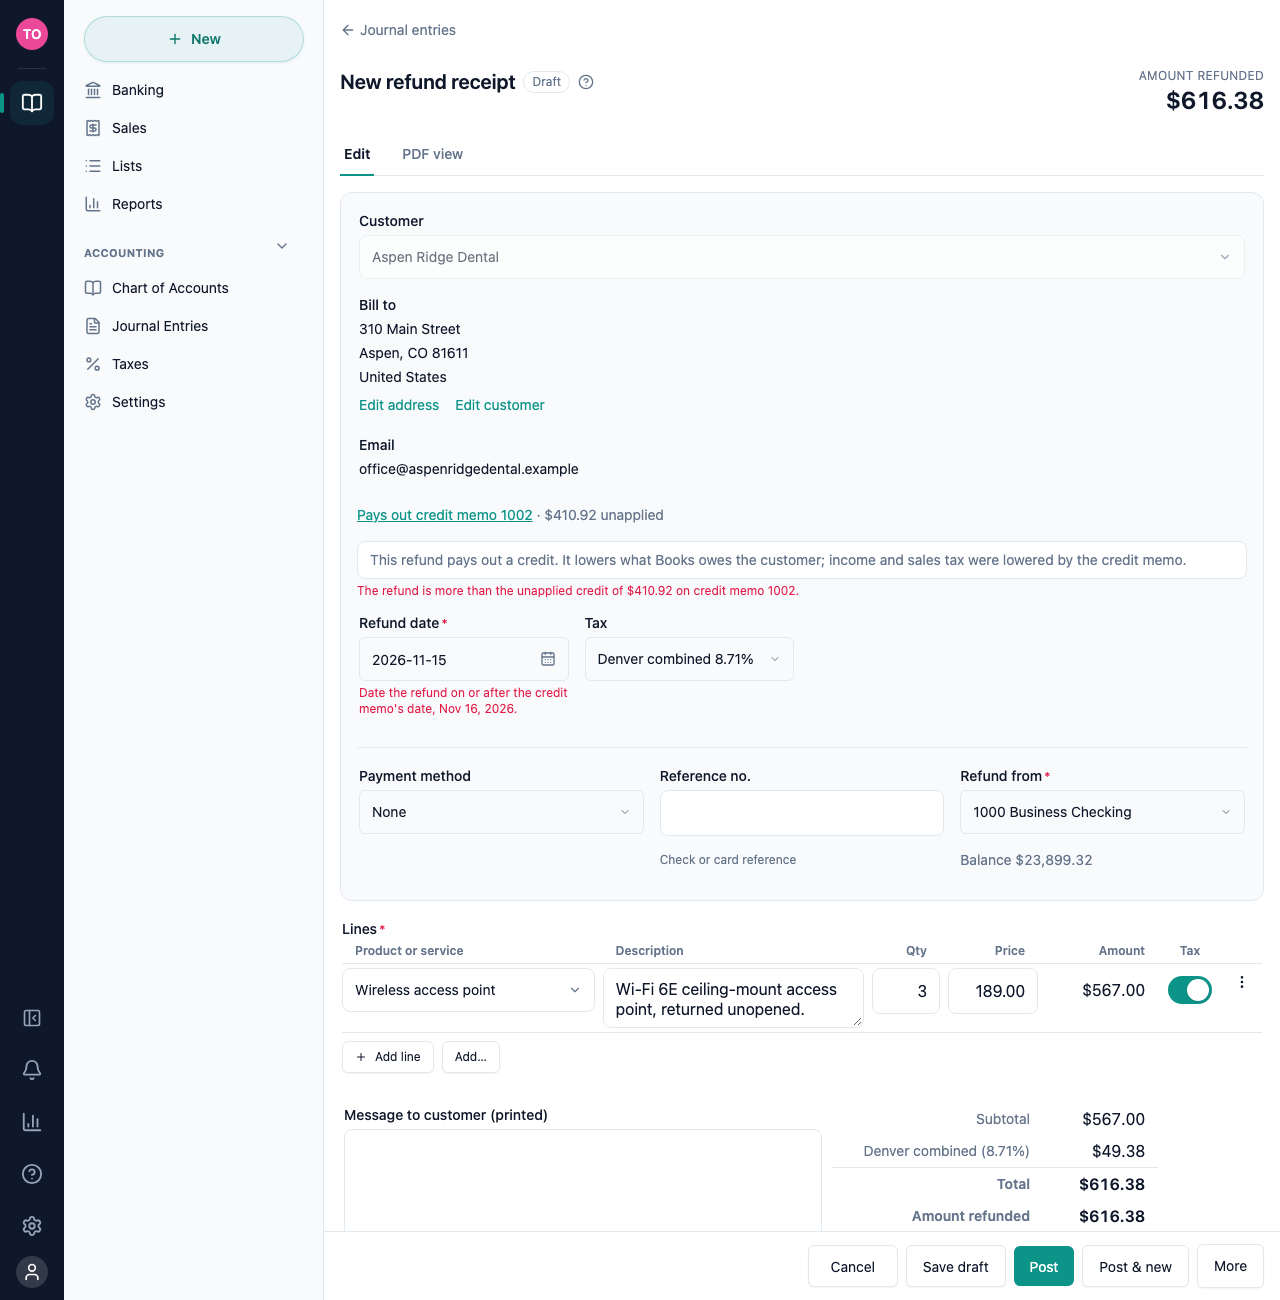 TO
New
Banking
Sales
Lists
Reports
ACCOUNTING
Chart of Accounts
Journal Entries
Taxes
Settings
Journal entries
New refund receipt
Draft
AMOUNT REFUNDED
$616.38
Edit
PDF view
Customer
Aspen Ridge Dental
Bill to
310 Main Street
Aspen, CO 81611
United States
Edit address Edit customer
Email
office@aspenridgedental.example
Pays out credit memo 1002 · $410.92 unapplied
This refund pays out a credit. It lowers what Books owes the customer; income and sales tax were lowered by the credit memo.
The refund is more than the unapplied credit of $410.92 on credit memo 1002.
Refund date* Tax
2026-11-15 Denver combined 8.71%
Date the refund on or after the credit
memo's date, Nov 16, 2026.
Payment method Reference no. Refund from*
None 1000 Business Checking
Check or card reference Balance $23,899.32
Lines*
Product or service Description Qty Price Amount Tax
Wireless access point Wi-Fi 6E ceiling-mount access 3 189.00 $567.00
point, returned unopened.
Add line Add...
Message to customer (printed)
Subtotal $567.00
Denver combined (8.71%) $49.38
Total $616.38
Amount refunded $616.38
Cancel Save draft Post Post & new More